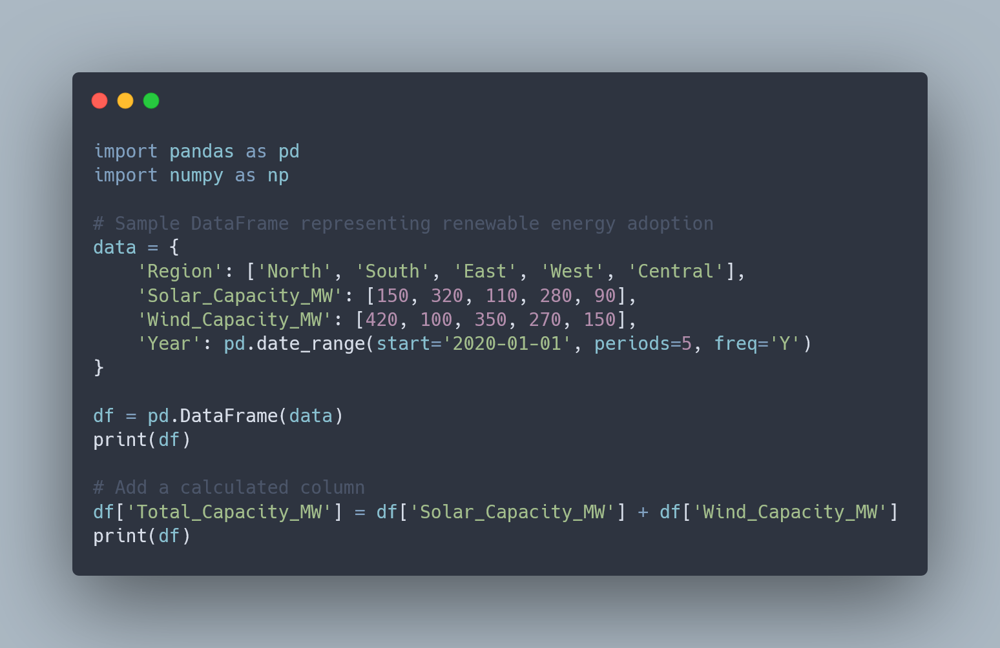 import pandas as pd
import numpy as np

# Sample DataFrame representing renewable energy adoption
data = {
    'Region': ['North', 'South', 'East', 'West', 'Central'],
    'Solar_Capacity_MW': [150, 320, 110, 280, 90],
    'Wind_Capacity_MW': [420, 100, 350, 270, 150],
    'Year': pd.date_range(start='2020-01-01', periods=5, freq='Y')
}

df = pd.DataFrame(data)
print(df)

# Add a calculated column
df['Total_Capacity_MW'] = df['Solar_Capacity_MW'] + df['Wind_Capacity_MW']
print(df)